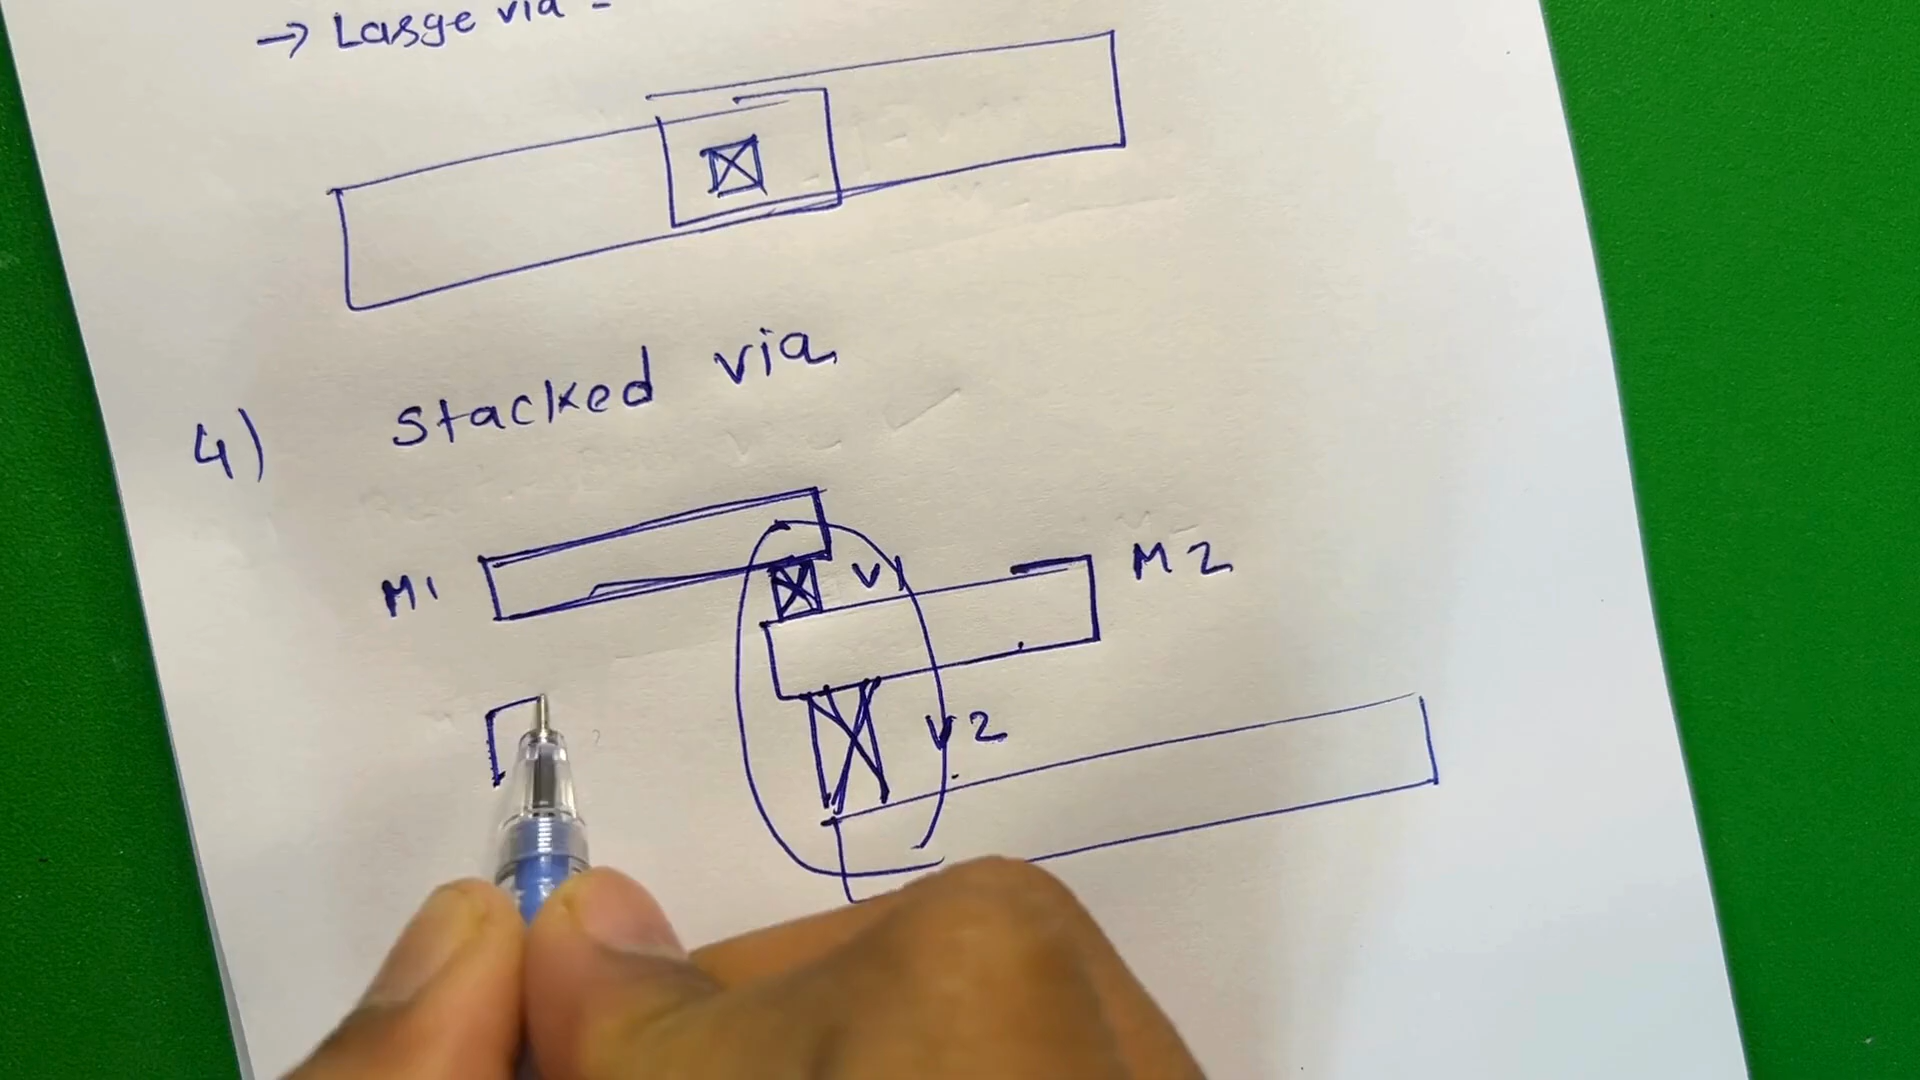 → Large via -
4) stacked via
M1
V1
M2
V2